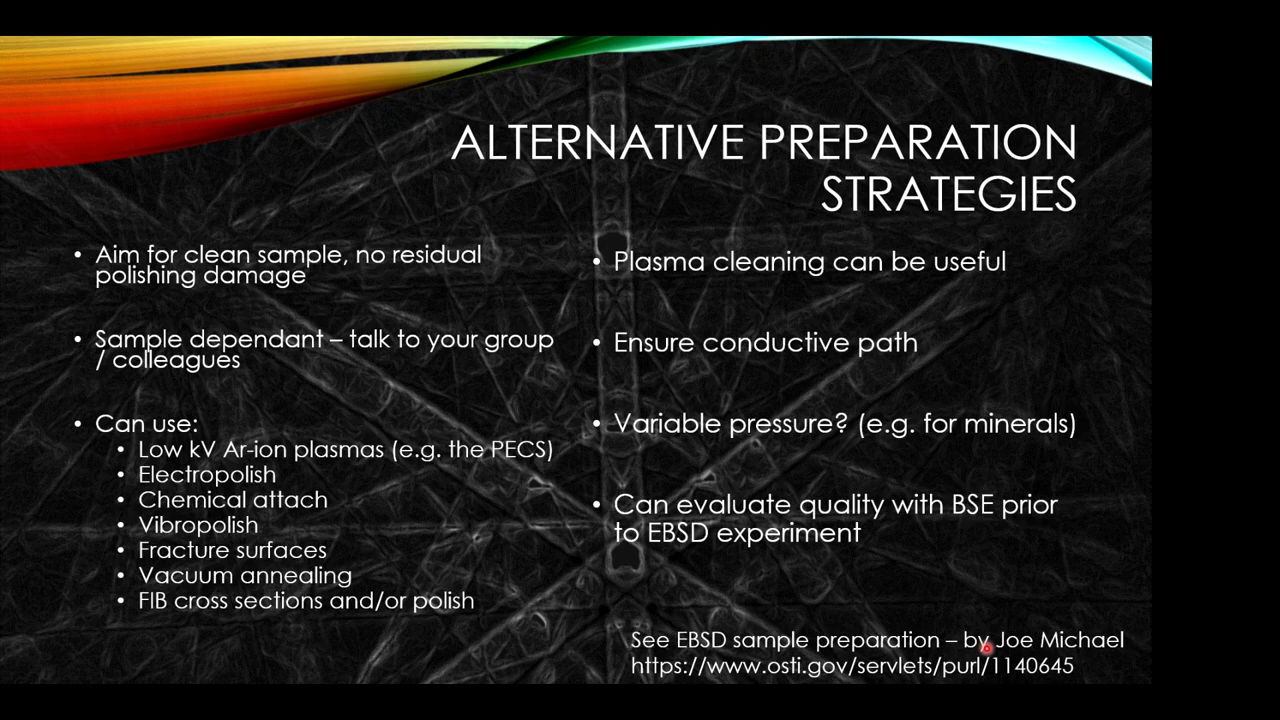 ALTERNATIVE PREPARATION
STRATEGIES
• Aim for clean sample, no residual
polishing damage
• Sample dependant – talk to your group
/ colleagues
• Can use:
• Low kV Ar-ion plasmas (e.g. the PECS)
• Electropolish
• Chemical attach
• Vibropolish
• Fracture surfaces
• Vacuum annealing
• FIB cross sections and/or polish
• Plasma cleaning can be useful
• Ensure conductive path
• Variable pressure? (e.g. for minerals)
• Can evaluate quality with BSE prior
to EBSD experiment
See EBSD sample preparation – by Joe Michael
https://www.osti.gov/servlets/purl/1140645